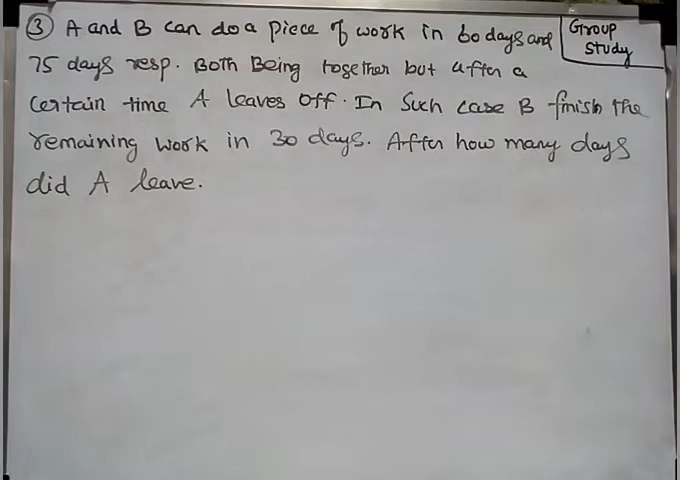 ③ A and B can do a piece of work in 60 days and
75 days resp. Both Being together but after a
certain time A leaves off. In Such case B finish the
remaining work in 30 days. After how many days
did A leave.
Group
Study